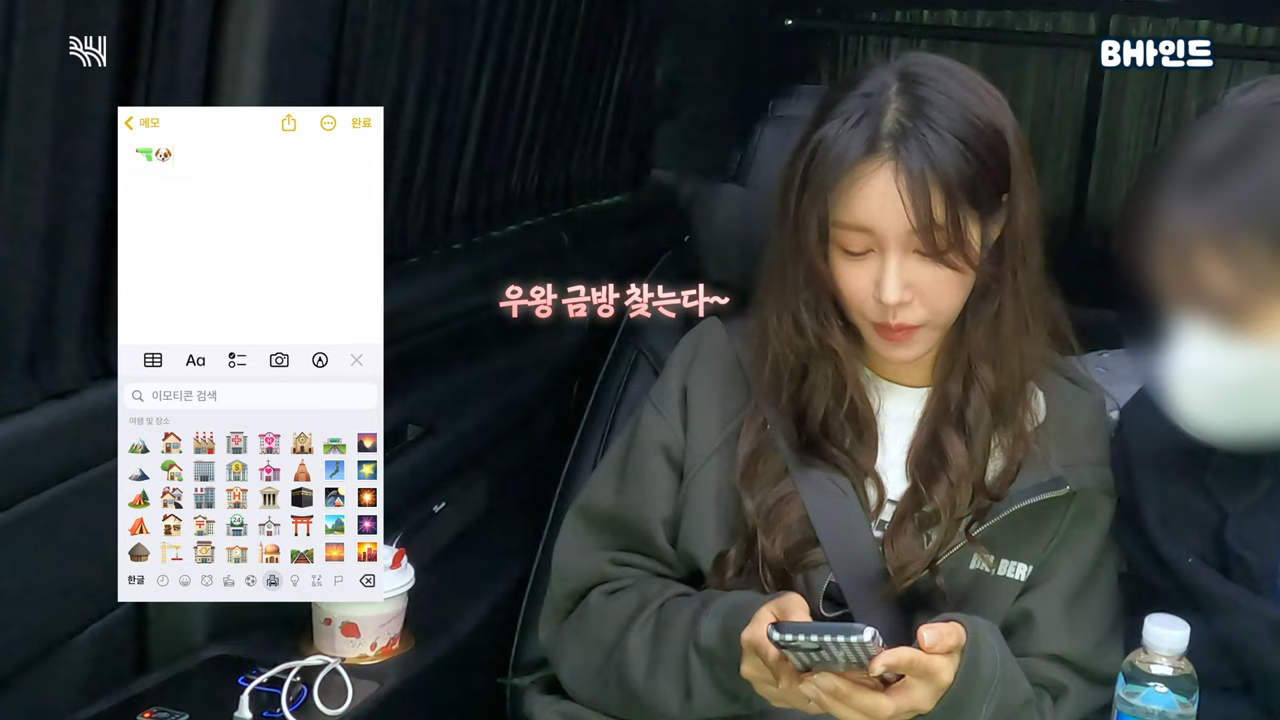 B하인드
메모
완료
우왕 금방 찾는다~
Aa
이모티콘 검색
여행 및 장소
한글